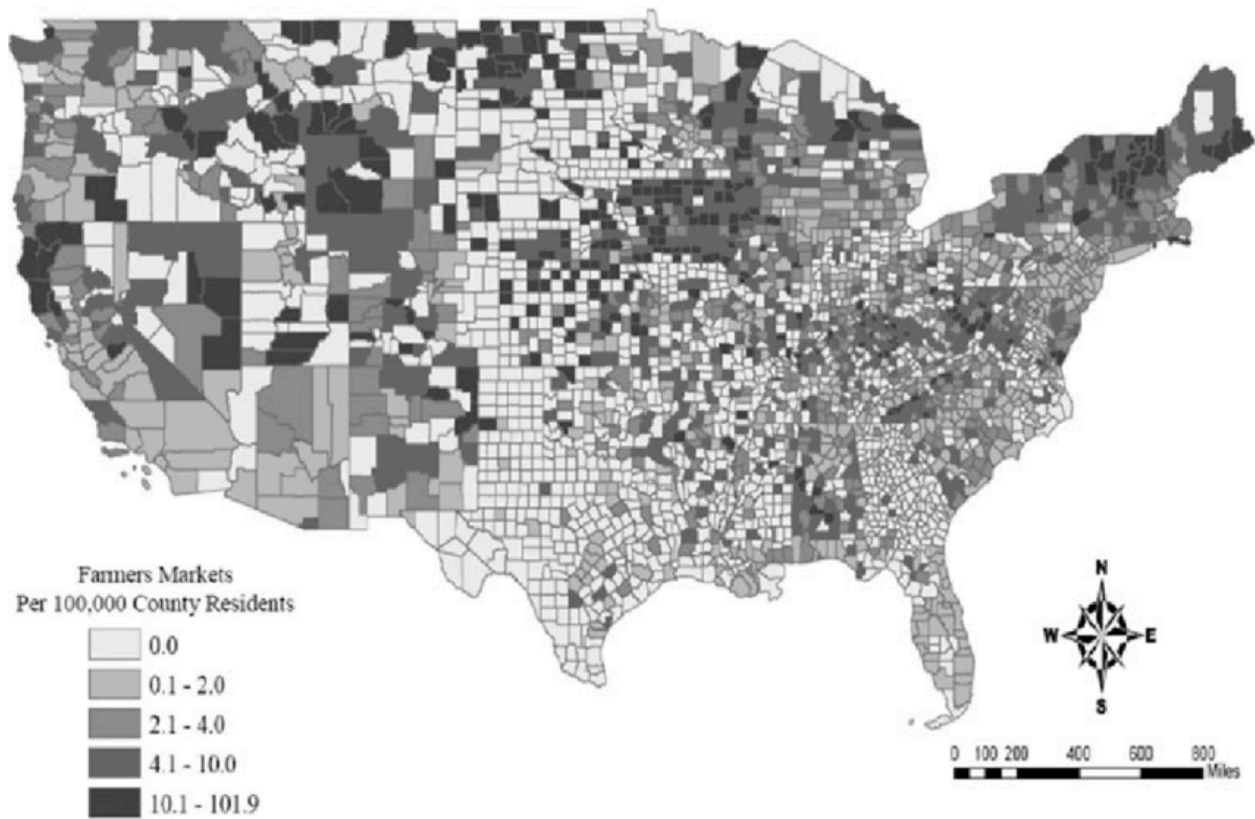 Farmers Markets
Per 100,000 County Residents
0.0
0.1 - 2.0
2.1 - 4.0
4.1 - 10.0
10.1 - 101.9
N
W E
S
0 100 200 400 600 800
Miles